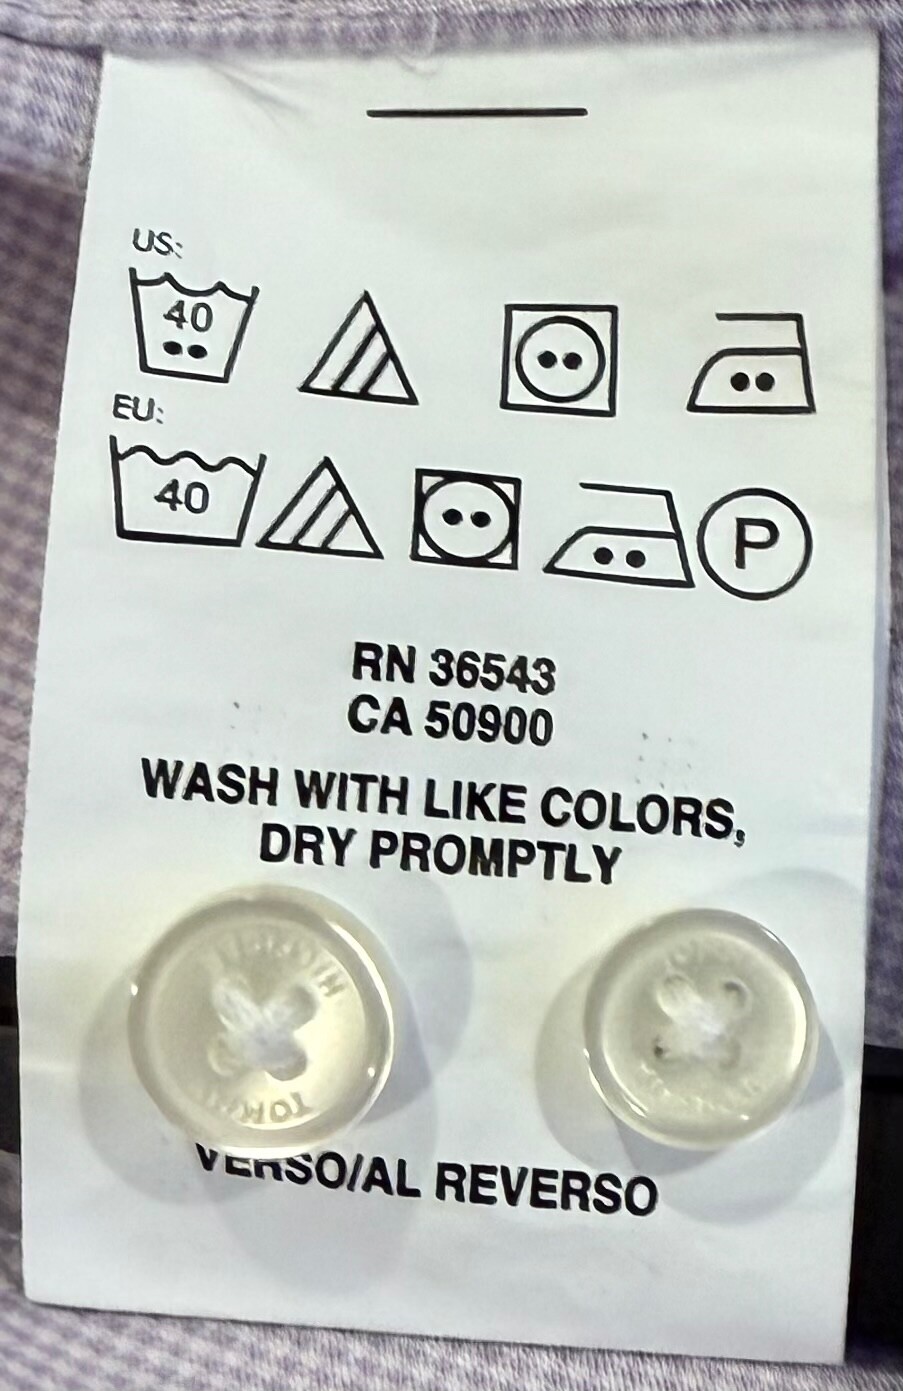 US:
40
EU:
40
P
RN 36543
CA 50900
WASH WITH LIKE COLORS,
DRY PROMPTLY
VERSO/AL REVERSO